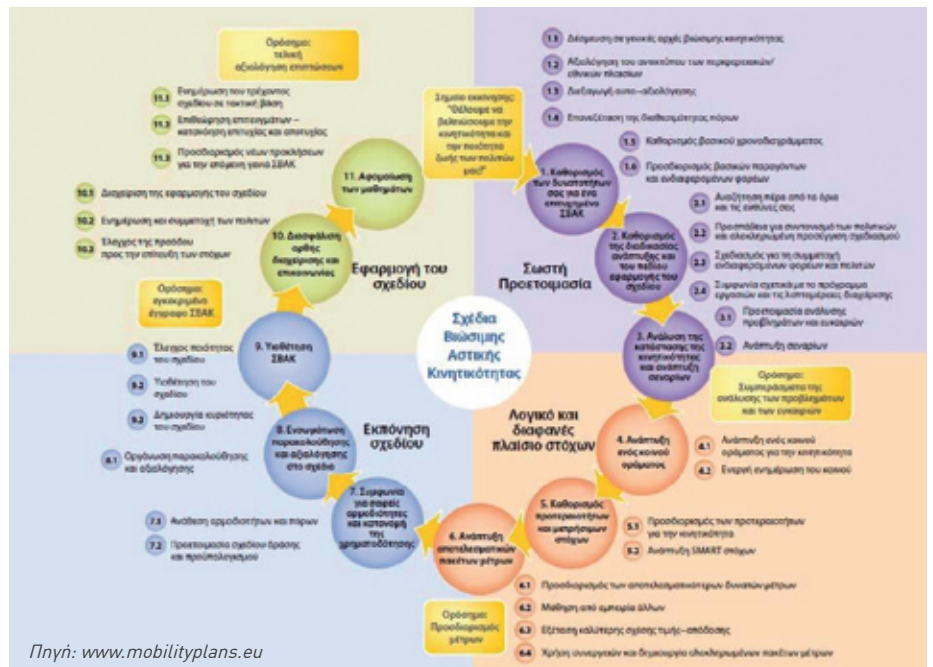 Ορόσημο:
τελική
αξιολόγηση επιπτώσεων
11.1 Ενημέρωση του τρέχοντος
σχεδίου σε τακτική βάση
11.2 Επιθεώρηση επιτευγμάτων –
κατανόηση επιτυχίας και αποτυχίας
11.3 Προσδιορισμός νέων προκλήσεων
για την επόμενη γενιά ΣΒΑΚ
10.1 Διαχείριση της εφαρμογής του σχεδίου
10.2 Ενημέρωση και συμμετοχή των πολιτών
10.3 Έλεγχος της προόδου
προς την επίτευξη των στόχων
11. Αφομοίωση
των μαθημάτων
10. Διασφάλιση
ορθής
διαχείρισης και
επικοινωνίας
Εφαρμογή του
σχεδίου
Σημείο εκκίνησης:
"Θέλουμε να
βελτιώσουμε την
κινητικότητα και
την ποιότητα
ζωής των πολιτών
μας!"
1.1 Δέσμευση σε γενικές αρχές βιώσιμης κινητικότητας
1.2 Αξιολόγηση του αντικτύπου των περιφερειακών/
εθνικών πλαισίων
1.3 Διεξαγωγή αυτο–αξιολόγησης
1.4 Επανεξέταση της διαθεσιμότητας πόρων
1.5 Καθορισμός βασικού χρονοδιαγράμματος
1.6 Προσδιορισμός βασικών παραγόντων
και ενδιαφερομένων φορέων
1. Καθορισμός
των δυνατοτήτων
σας για ένα
επιτυχημένο
ΣΒΑΚ
2.1 Αναζήτηση πέρα από τα όρια
και τις ευθύνες σας
2.2 Προσπάθεια για συντονισμό των πολιτικών
και ολοκληρωμένη προσέγγιση σχεδιασμού
2.3 Σχεδιασμός για τη συμμετοχή
ενδιαφερομένων φορέων και πολιτών
2.4 Συμφωνία σχετικά με το πρόγραμμα
εργασιών και τις λεπτομέρειες διαχείρισης
2. Καθορισμός
της διαδικασίας
ανάπτυξης και
του πεδίου
εφαρμογής του
σχεδίου
Σωστή
Προετοιμασία
3.1 Προετοιμασία ανάλυσης
προβλημάτων και ευκαιριών
3.2 Ανάπτυξη σεναρίων
3. Ανάλυση της
κατάστασης της
κινητικότητας
και ανάπτυξη
σεναρίων
Ορόσημο:
Συμπεράσματα της
ανάλυσης των προβλημάτων
και των ευκαιριών
Σχέδια
Βιώσιμης
Αστικής
Κινητικότητας
Ορόσημο:
εγκεκριμένο
έγγραφο ΣΒΑΚ
9.1 Έλεγχος ποιότητας
του σχεδίου
9.2 Υιοθέτηση του
σχεδίου
9.3 Δημιουργία κυριότητας
του σχεδίου
9. Υιοθέτηση
ΣΒΑΚ
8.1 Οργάνωση παρακολούθησης
και αξιολόγησης
8. Ενσωμάτωση
παρακολούθησης
και αξιολόγησης
στο σχέδιο
Εκπόνηση
σχεδίου
7.1 Ανάθεση αρμοδιοτήτων και πόρων
7.2 Προετοιμασία σχεδίου δράσης
και προϋπολογισμού
7. Συμφωνία
για σαφείς
αρμοδιότητες
και κατανομή
της
χρηματοδότησης
Λογικό και
διαφανές
πλαίσιο στόχων
4. Ανάπτυξη
ενός κοινού
οράματος
4.1 Ανάπτυξη ενός κοινού
οράματος για την κινητικότητα
4.2 Ενεργή ενημέρωση του κοινού
5. Καθορισμός
προτεραιοτήτων
και μετρήσιμων
στόχων
5.1 Προσδιορισμός των προτεραιοτήτων
για την κινητικότητα
5.2 Ανάπτυξη SMART στόχων
6. Ανάπτυξη
αποτελεσματικών
πακέτων μέτρων
6.1 Προσδιορισμός των αποτελεσματικότερων δυνατών μέτρων
6.2 Μάθηση από εμπειρία άλλων
6.3 Εξέταση καλύτερης σχέσης τιμής–απόδοσης
6.4 Χρήση συνεργειών και δημιουργία ολοκληρωμένων πακέτων μέτρων
Ορόσημο:
Προσδιορισμός
μέτρων
Πηγή: www.mobilityplans.eu